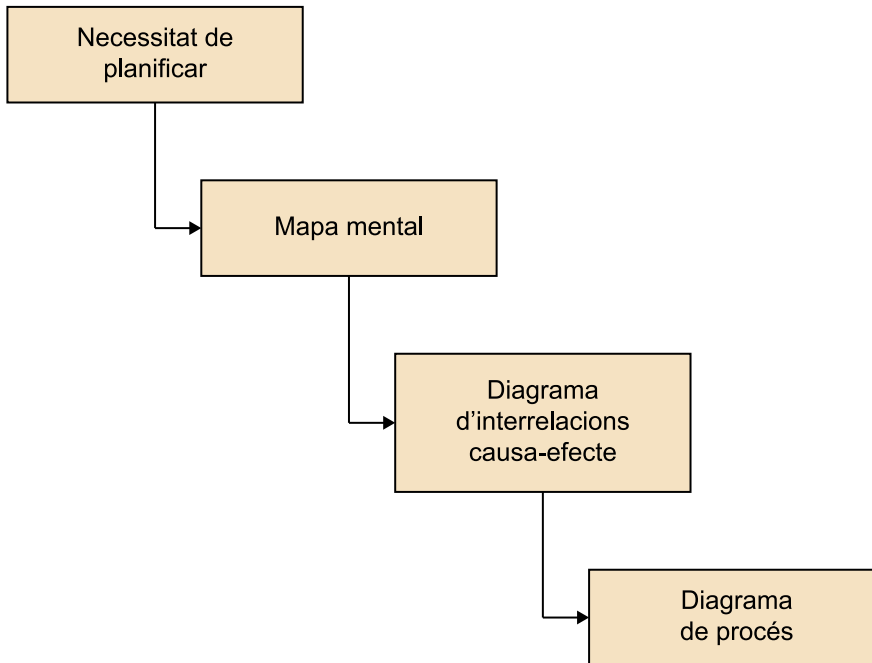 Necessitat de
planificar
Mapa mental
Diagrama
d’interrelacions
causa-efecte
Diagrama
de procés